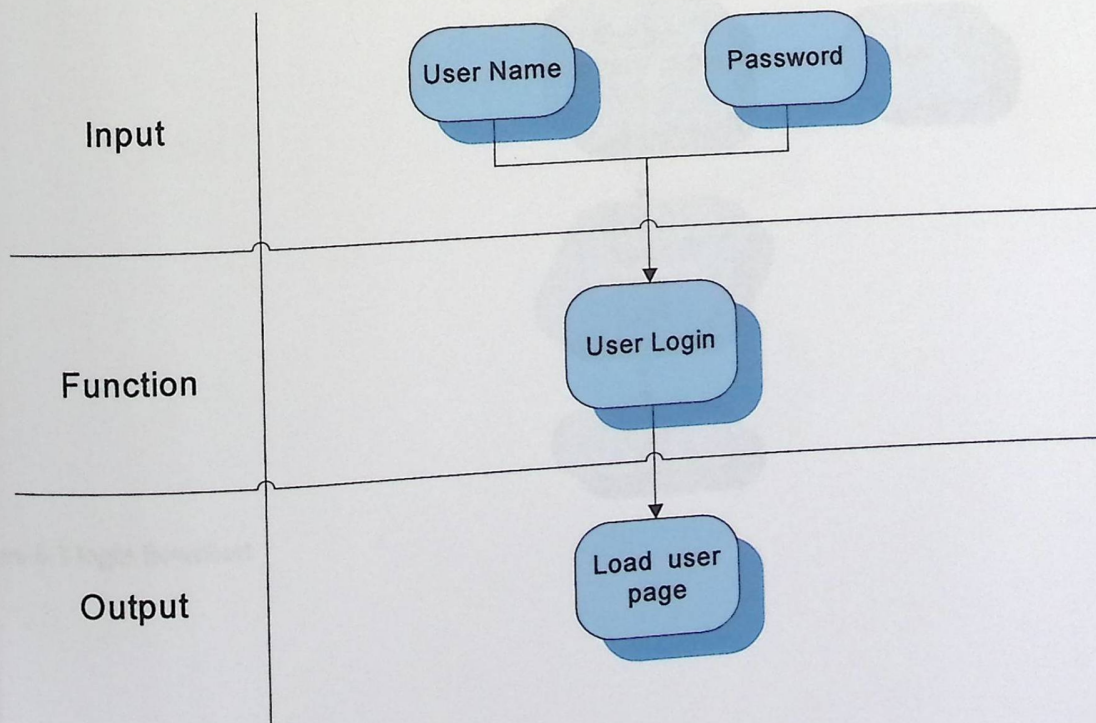 User Name
Password
Input
User Login
Function
Load user
page
Output